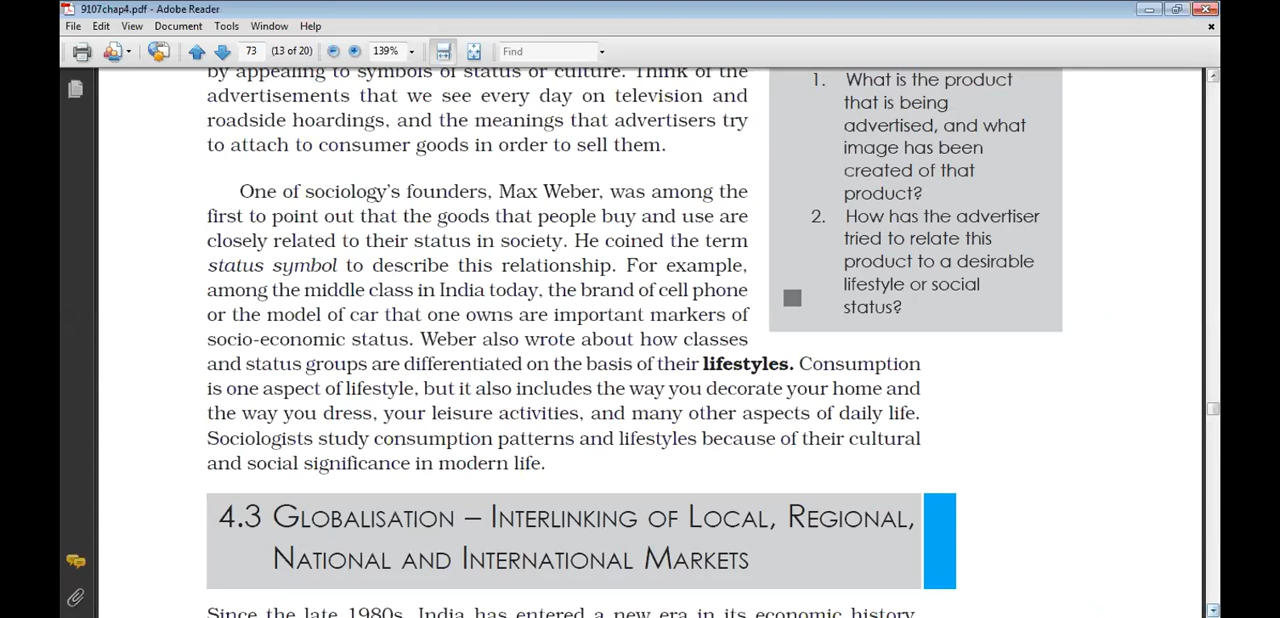 9107chap4.pdf - Adobe Reader
File Edit View Document Tools Window Help
73 (13 of 20) 139% Find
by appealing to symbols of status or culture. Think of the
advertisements that we see every day on television and
roadside hoardings, and the meanings that advertisers try
to attach to consumer goods in order to sell them.
One of sociology's founders, Max Weber, was among the
first to point out that the goods that people buy and use are
closely related to their status in society. He coined the term
status symbol to describe this relationship. For example,
among the middle class in India today, the brand of cell phone
or the model of car that one owns are important markers of
socio-economic status. Weber also wrote about how classes
and status groups are differentiated on the basis of their lifestyles. Consumption
is one aspect of lifestyle, but it also includes the way you decorate your home and
the way you dress, your leisure activities, and many other aspects of daily life.
Sociologists study consumption patterns and lifestyles because of their cultural
and social significance in modern life.
1. What is the product
that is being
advertised, and what
image has been
created of that
product?
2. How has the advertiser
tried to relate this
product to a desirable
lifestyle or social
status?
4.3 GLOBALISATION – INTERLINKING OF LOCAL, REGIONAL,
NATIONAL AND INTERNATIONAL MARKETS
Since the late 1980s, India has entered a new era in its economic history,